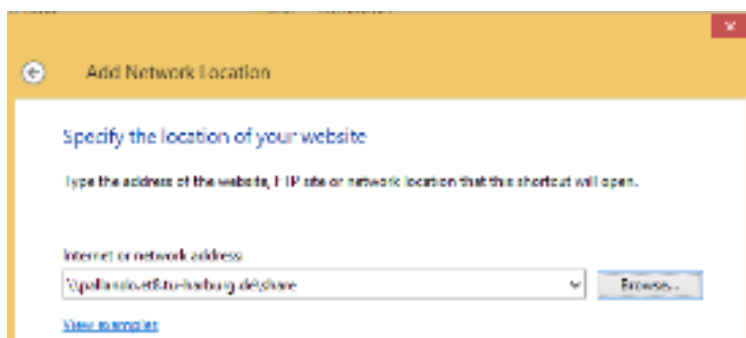 Add Network Location
Specify the location of your website
Type the address of the website, FTP site or network location that this shortcut will open.
Internet or network address:
\\pallando.et8.tu-harburg.de\share
Browse...
View examples